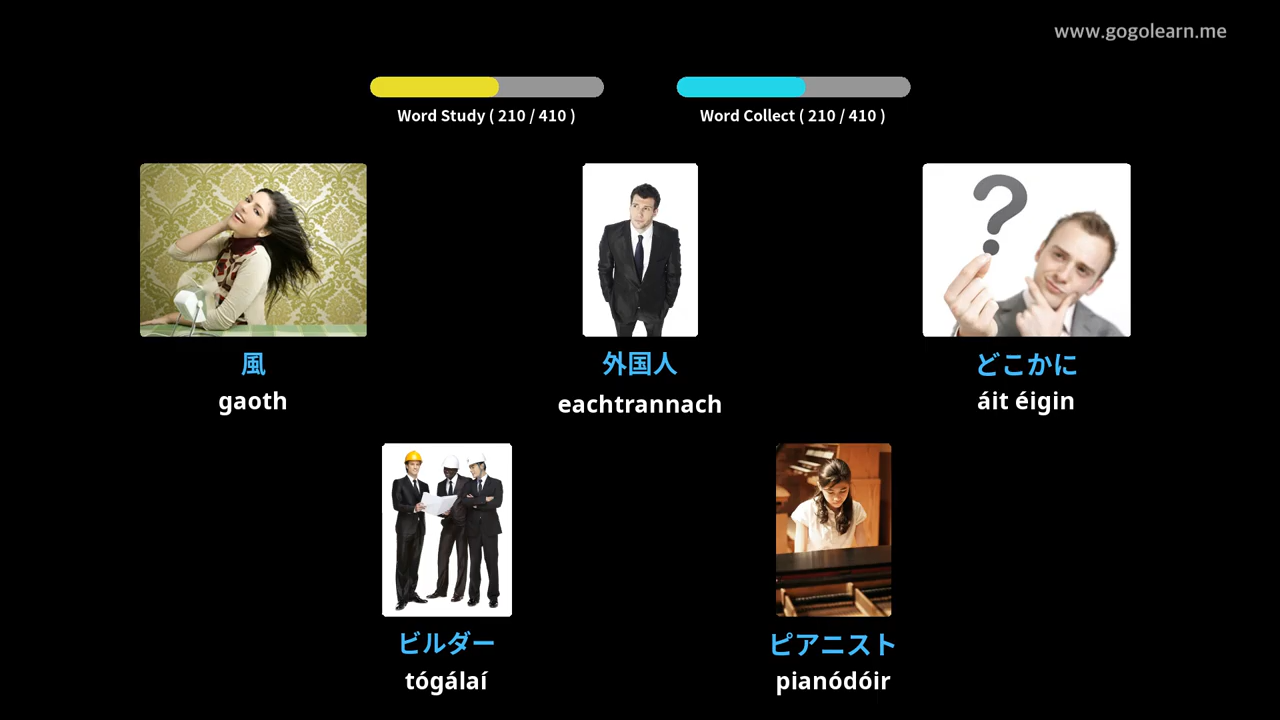 www.gogolearn.me
Word Study ( 210 / 410 )
Word Collect ( 210 / 410 )
風
gaoth
外国人
eachtrannach
どこかに
áit éigin
ビルダー
tógálaí
ピアニスト
pianódóir